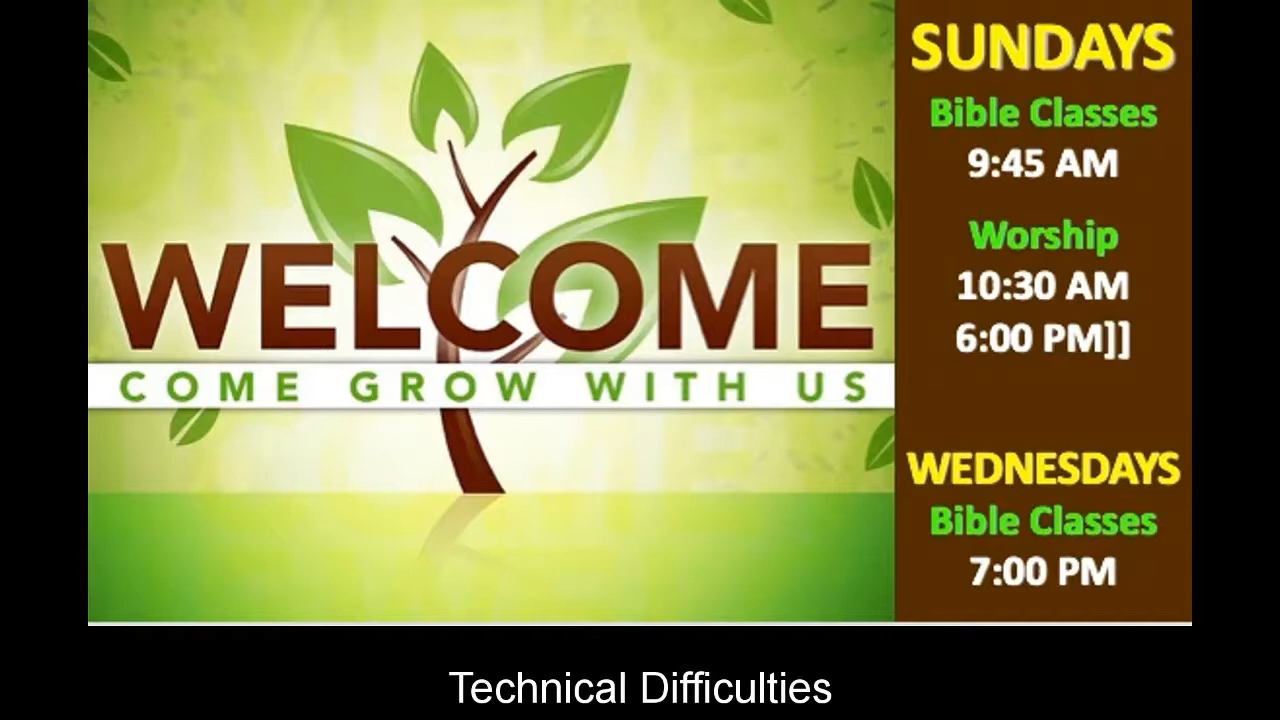 WELCOME
COME GROW WITH US
SUNDAYS
Bible Classes
9:45 AM
Worship
10:30 AM
6:00 PM]]
WEDNESDAYS
Bible Classes
7:00 PM
Technical Difficulties